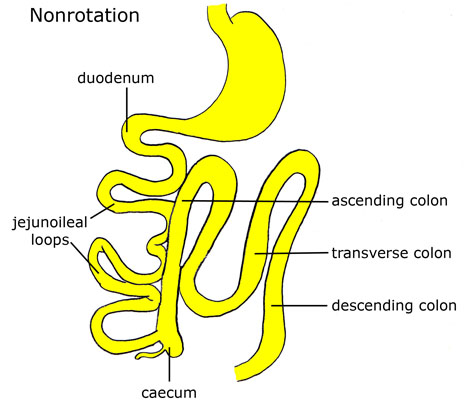 Nonrotation
duodenum
ascending colon
jejunoileal
loops
transverse colon
descending colon
caecum